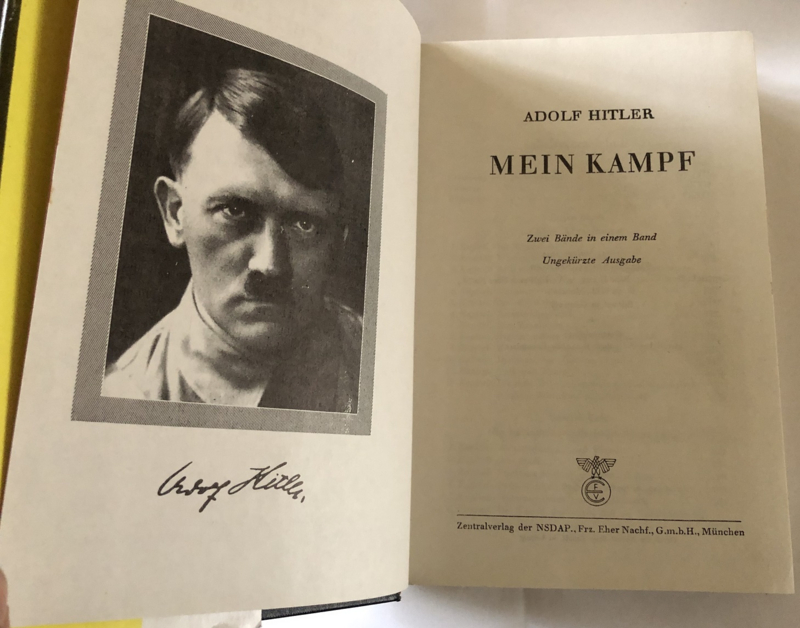 Adolf Hitler.
ADOLF HITLER
MEIN KAMPF
Zwei Bände in einem Band
Ungekürzte Ausgabe
Zentralverlag der NSDAP., Frz. Eher Nachf., G.m.b.H., München